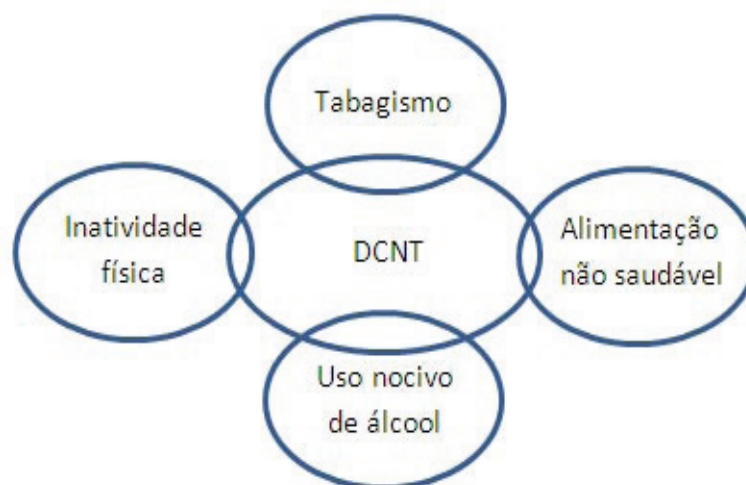 Tabagismo
Inatividade
física
DCNT
Alimentação
não saudável
Uso nocivo
de álcool